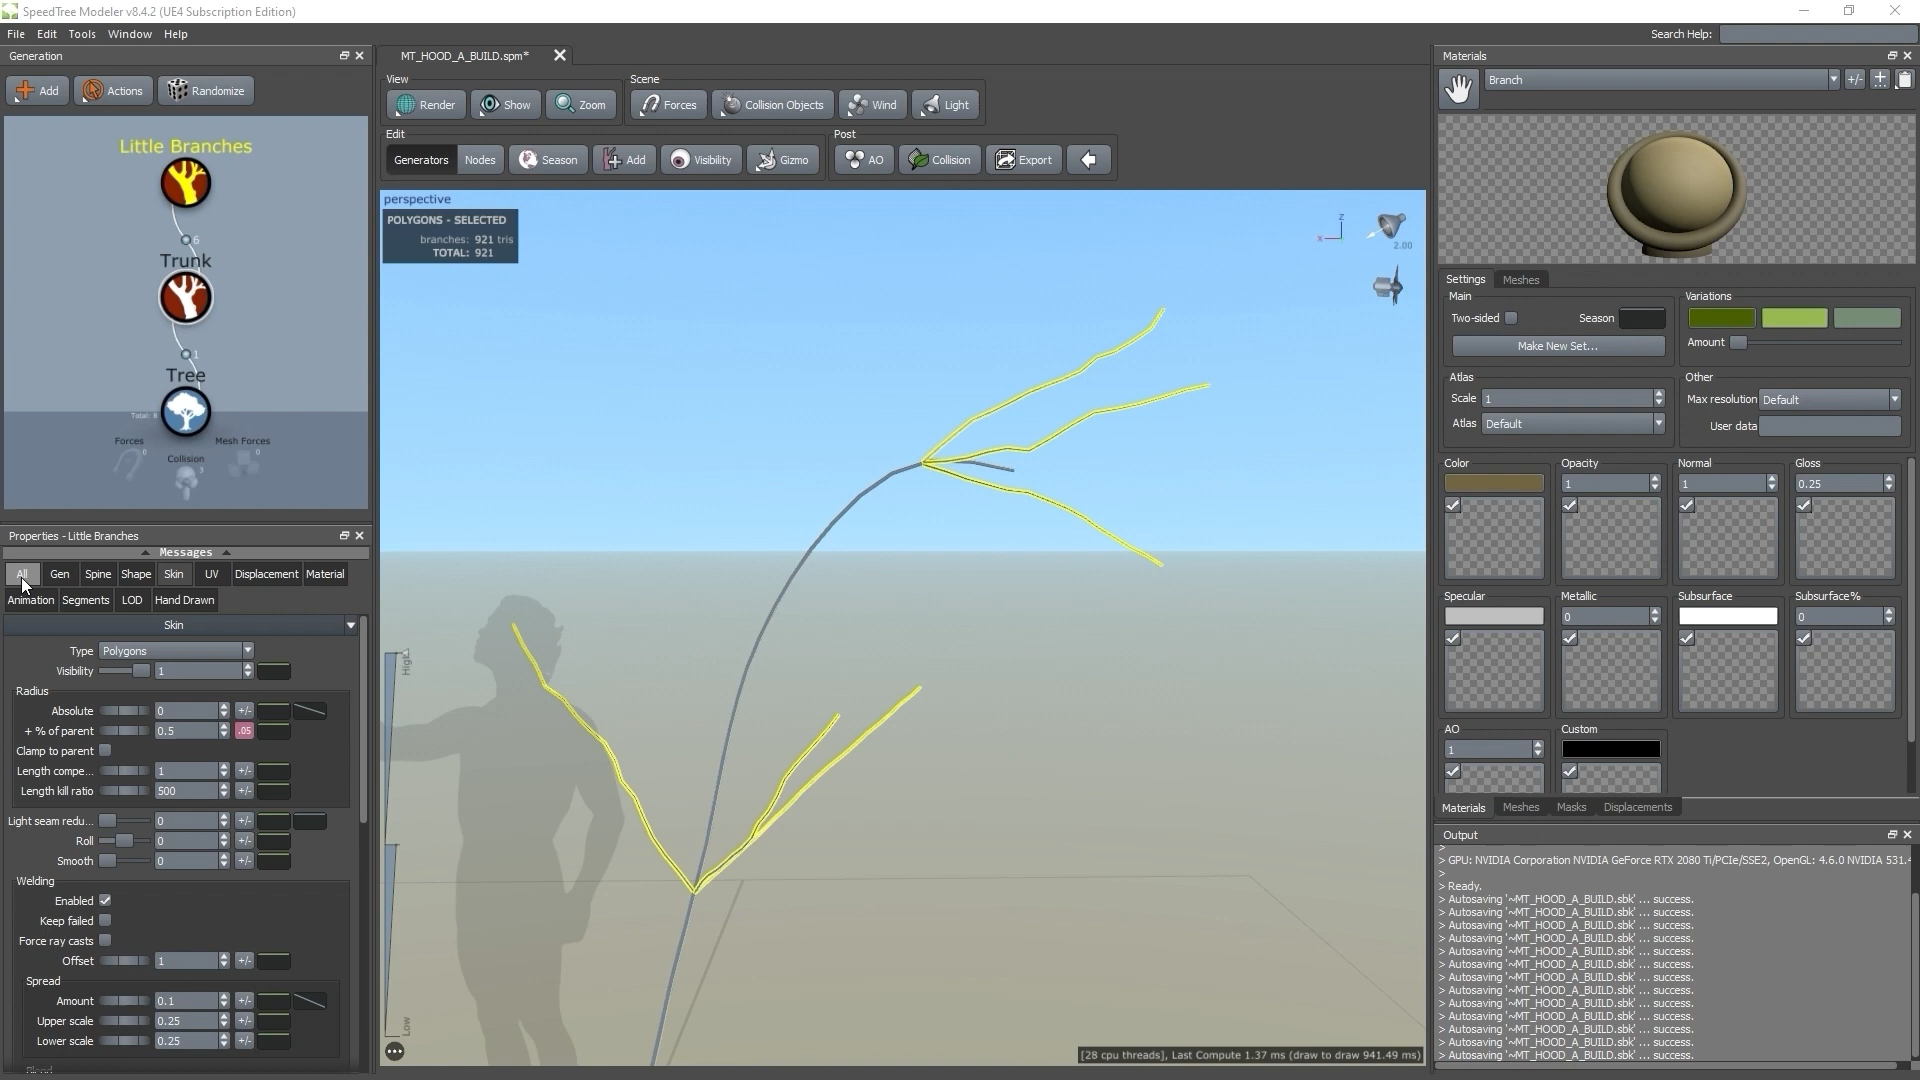 SpeedTree Modeler v8.4.2 (UE4 Subscription Edition)
File Edit Tools Window Help
Search Help:
Generation
Add Actions Randomize
Little Branches
6
Trunk
1
Tree
Total: 8
Forces
0
Mesh Forces
0
Collision
3
Properties - Little Branches
Messages
All Gen Spine Shape Skin UV Displacement Material
Animation Segments LOD Hand Drawn
Skin
Type Polygons
Visibility 1
Radius
Absolute 0 +/-
+ % of parent 0.5 .05
Clamp to parent
Length compe... 1 +/-
Length kill ratio 500 +/-
Light seam redu... 0 +/-
Roll 0 +/-
Smooth 0 +/-
Welding
Enabled
Keep failed
Force ray casts
Offset 1 +/-
Spread
Amount 0.1 +/-
Upper scale 0.25 +/-
Lower scale 0.25 +/-
Blend
MT_HOOD_A_BUILD.spm*
View
Render Show Zoom
Scene
Forces Collision Objects Wind Light
Edit
Generators Nodes Season Add Visibility Gizmo
Post
AO Collision Export
perspective
POLYGONS - SELECTED
branches: 921 tris
TOTAL: 921
z
x
2.00
High
Low
[28 cpu threads], Last Compute 1.37 ms (draw to draw 941.49 ms)
Materials
Branch
+/-
Settings Meshes
Main
Two-sided Season
Make New Set...
Variations
Amount
Atlas
Scale 1
Atlas Default
Other
Max resolution Default
User data
Color Opacity Normal Gloss
1 1 0.25
Specular Metallic Subsurface Subsurface%
0 0
AO Custom
1
Materials Meshes Masks Displacements
Output
>
> GPU: NVIDIA Corporation NVIDIA GeForce RTX 2080 Ti/PCIe/SSE2, OpenGL: 4.6.0 NVIDIA 531.4
>
> Ready.
> Autosaving '~MT_HOOD_A_BUILD.sbk' ... success.
> Autosaving '~MT_HOOD_A_BUILD.sbk' ... success.
> Autosaving '~MT_HOOD_A_BUILD.sbk' ... success.
> Autosaving '~MT_HOOD_A_BUILD.sbk' ... success.
> Autosaving '~MT_HOOD_A_BUILD.sbk' ... success.
> Autosaving '~MT_HOOD_A_BUILD.sbk' ... success.
> Autosaving '~MT_HOOD_A_BUILD.sbk' ... success.
> Autosaving '~MT_HOOD_A_BUILD.sbk' ... success.
> Autosaving '~MT_HOOD_A_BUILD.sbk' ... success.
> Autosaving '~MT_HOOD_A_BUILD.sbk' ... success.
> Autosaving '~MT_HOOD_A_BUILD.sbk' ... success.
> Autosaving '~MT_HOOD_A_BUILD.sbk' ... success.
> Autosaving '~MT_HOOD_A_BUILD.sbk' ... success.